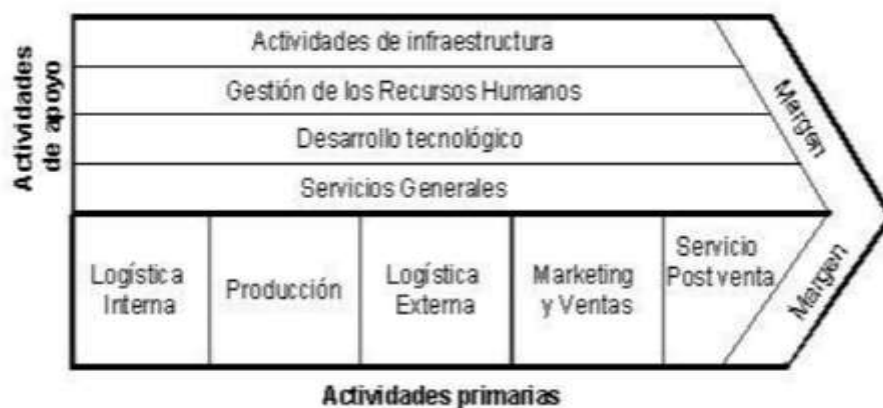 Actividades
de apoyo
Actividades de infraestructura
Gestión de los Recursos Humanos
Desarrollo tecnológico
Servicios Generales
Margen
Logística
Interna
Producción
Logística
Externa
Marketing
y Ventas
Servicio
Post venta
Margen
Actividades primarias